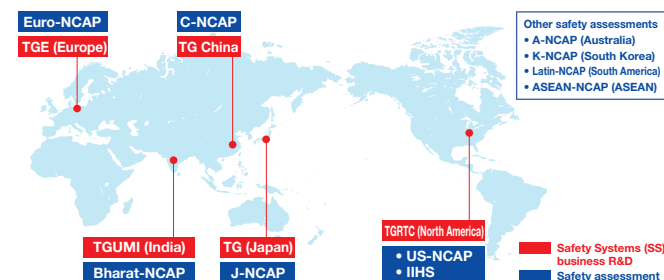 Euro-NCAP
TGE (Europe)
C-NCAP
TG China
Other safety assessments
• A-NCAP (Australia)
• K-NCAP (South Korea)
• Latin-NCAP (South America)
• ASEAN-NCAP (ASEAN)
TGUMI (India)
Bharat-NCAP
TG (Japan)
J-NCAP
TGRTC (North America)
• US-NCAP
• IIHS
Safety Systems (SS)
business R&D
Safety assessment